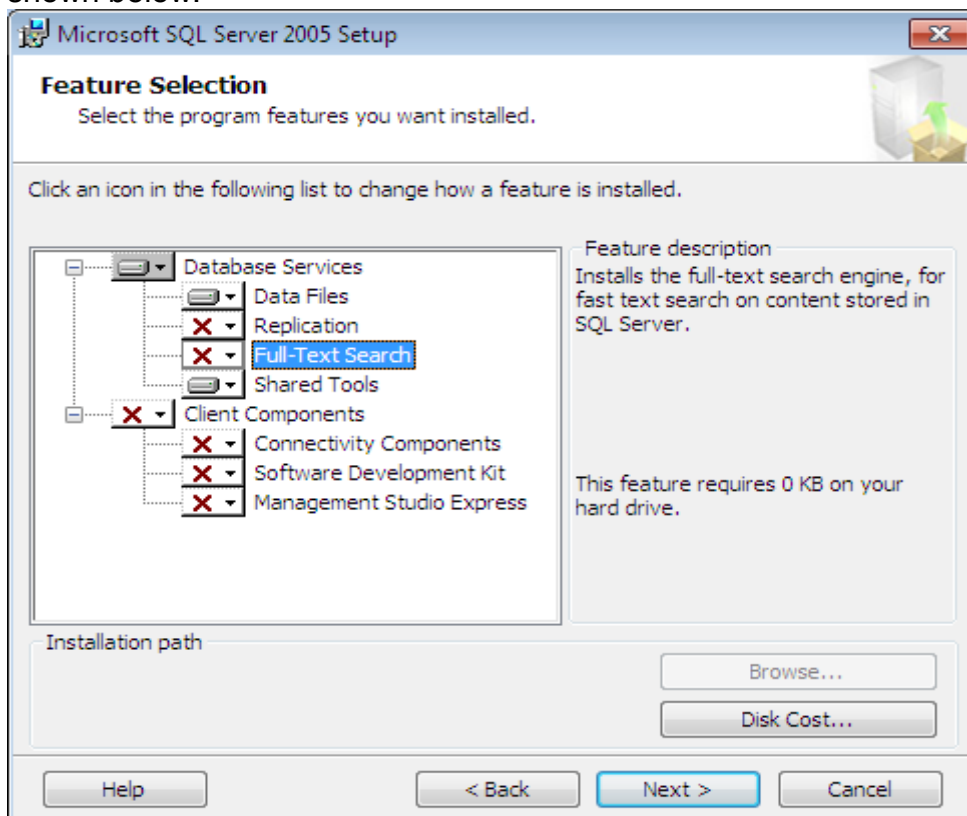 Microsoft SQL Server 2005 Setup
Feature Selection
Select the program features you want installed.
Click an icon in the following list to change how a feature is installed.
Database Services
Data Files
Replication
Full-Text Search
Shared Tools
Client Components
Connectivity Components
Software Development Kit
Management Studio Express
Feature description
Installs the full-text search engine, for
fast text search on content stored in
SQL Server.
This feature requires 0 KB on your
hard drive.
Installation path
Browse...
Disk Cost...
Help
< Back
Next >
Cancel